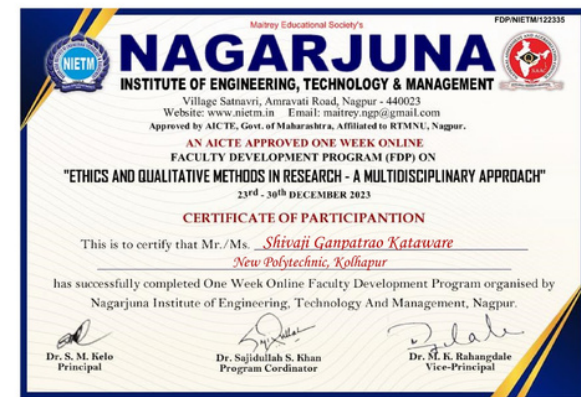 Maitrey Educational Society's
FDP/NIETM/122335
NIETM
NAGARJUNA
INSTITUTE OF ENGINEERING, TECHNOLOGY & MANAGEMENT
Village Satnavri, Amravati Road, Nagpur - 440023
Website: www.nietm.in Email: maitrey.ngp@gmail.com
Approved by AICTE, Govt. of Maharashtra, Affiliated to RTMNU, Nagpur.
AN AICTE APPROVED ONE WEEK ONLINE
FACULTY DEVELOPMENT PROGRAM (FDP) ON
"ETHICS AND QUALITATIVE METHODS IN RESEARCH - A MULTIDISCIPLINARY APPROACH"
23rd - 30th DECEMBER 2023
CERTIFICATE OF PARTICIPANTION
This is to certify that Mr./Ms. Shivaji Ganpatrao Kataware
New Polytechnic, Kolhapur
has successfully completed One Week Online Faculty Development Program organised by
Nagarjuna Institute of Engineering, Technology And Management, Nagpur.
Dr. S. M. Kelo
Principal
Dr. Sajidullah S. Khan
Program Cordinator
Dr. M. K. Rahangdale
Vice-Principal